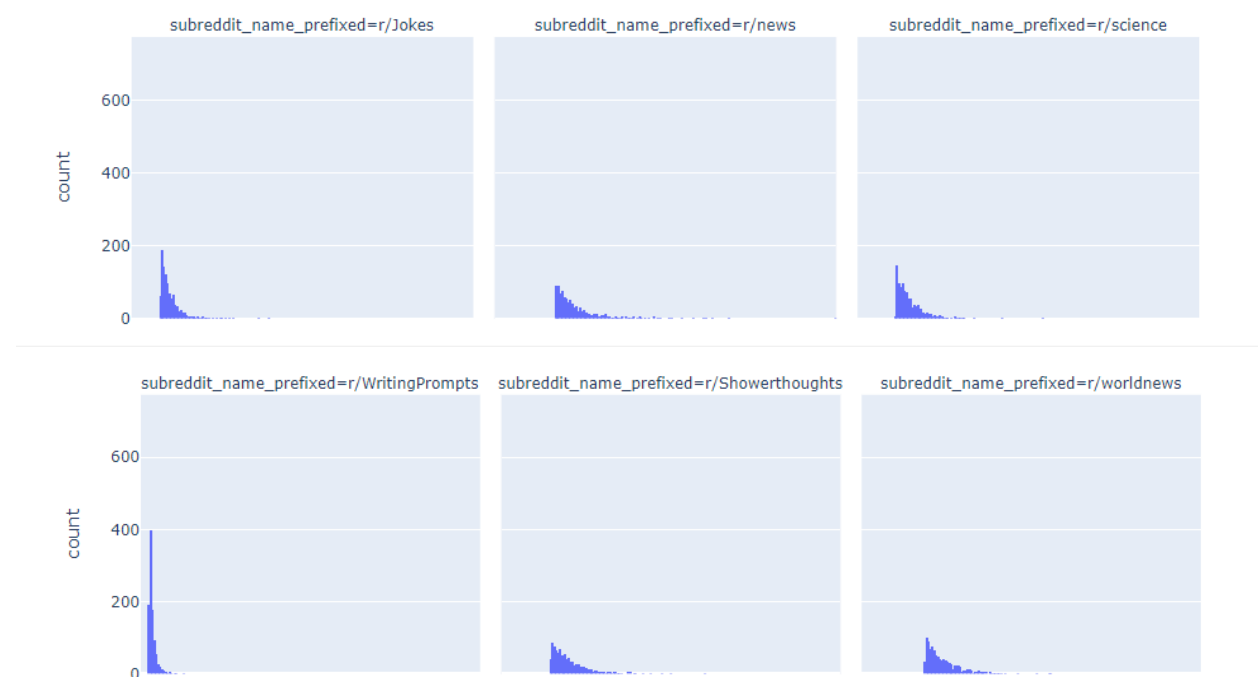 subreddit_name_prefixed=r/Jokes
subreddit_name_prefixed=r/news
subreddit_name_prefixed=r/science
600
400
200
0
count
subreddit_name_prefixed=r/WritingPrompts
subreddit_name_prefixed=r/Showerthoughts
subreddit_name_prefixed=r/worldnews
600
400
200
0
count